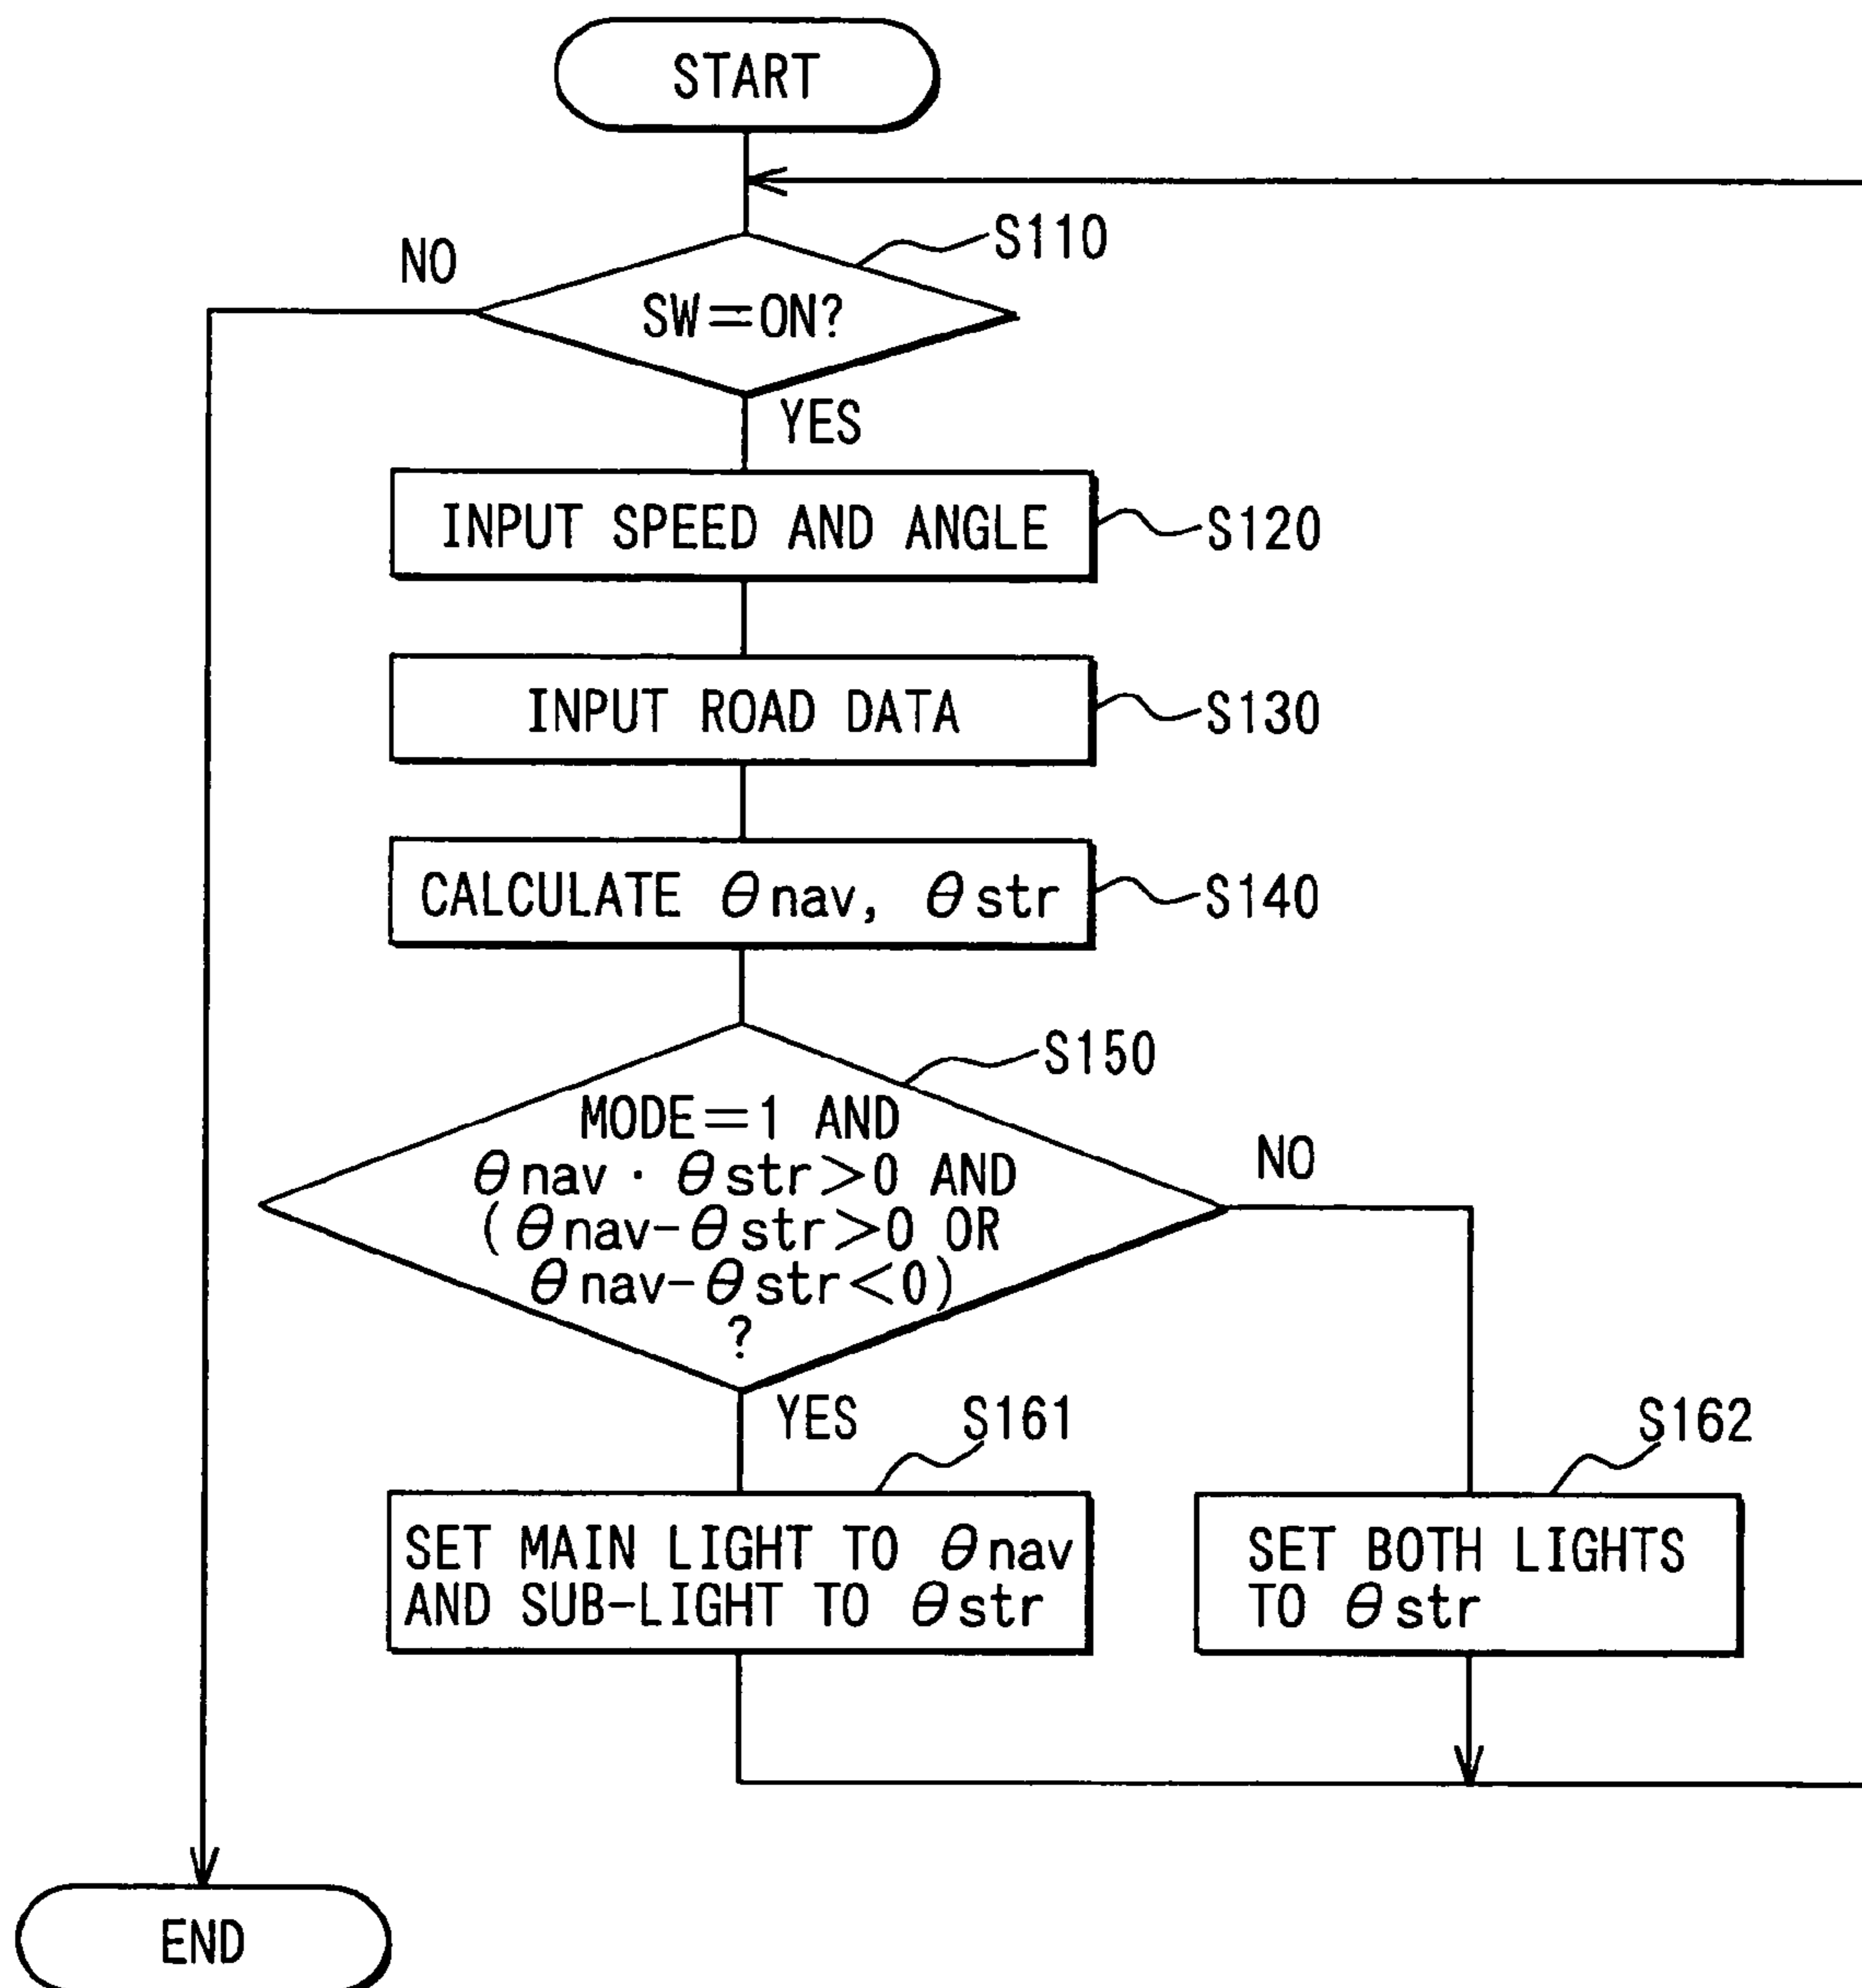 START
S110
NO
SW=ON?
YES
INPUT SPEED AND ANGLE
S120
INPUT ROAD DATA
S130
CALCULATE θnav, θstr
S140
S150
MODE=1 AND
θnav・θstr>0 AND
(θnav-θstr>0 OR
θnav-θstr<0)
?
NO
YES
S161
S162
SET MAIN LIGHT TO θnav
AND SUB-LIGHT TO θstr
SET BOTH LIGHTS
TO θstr
END